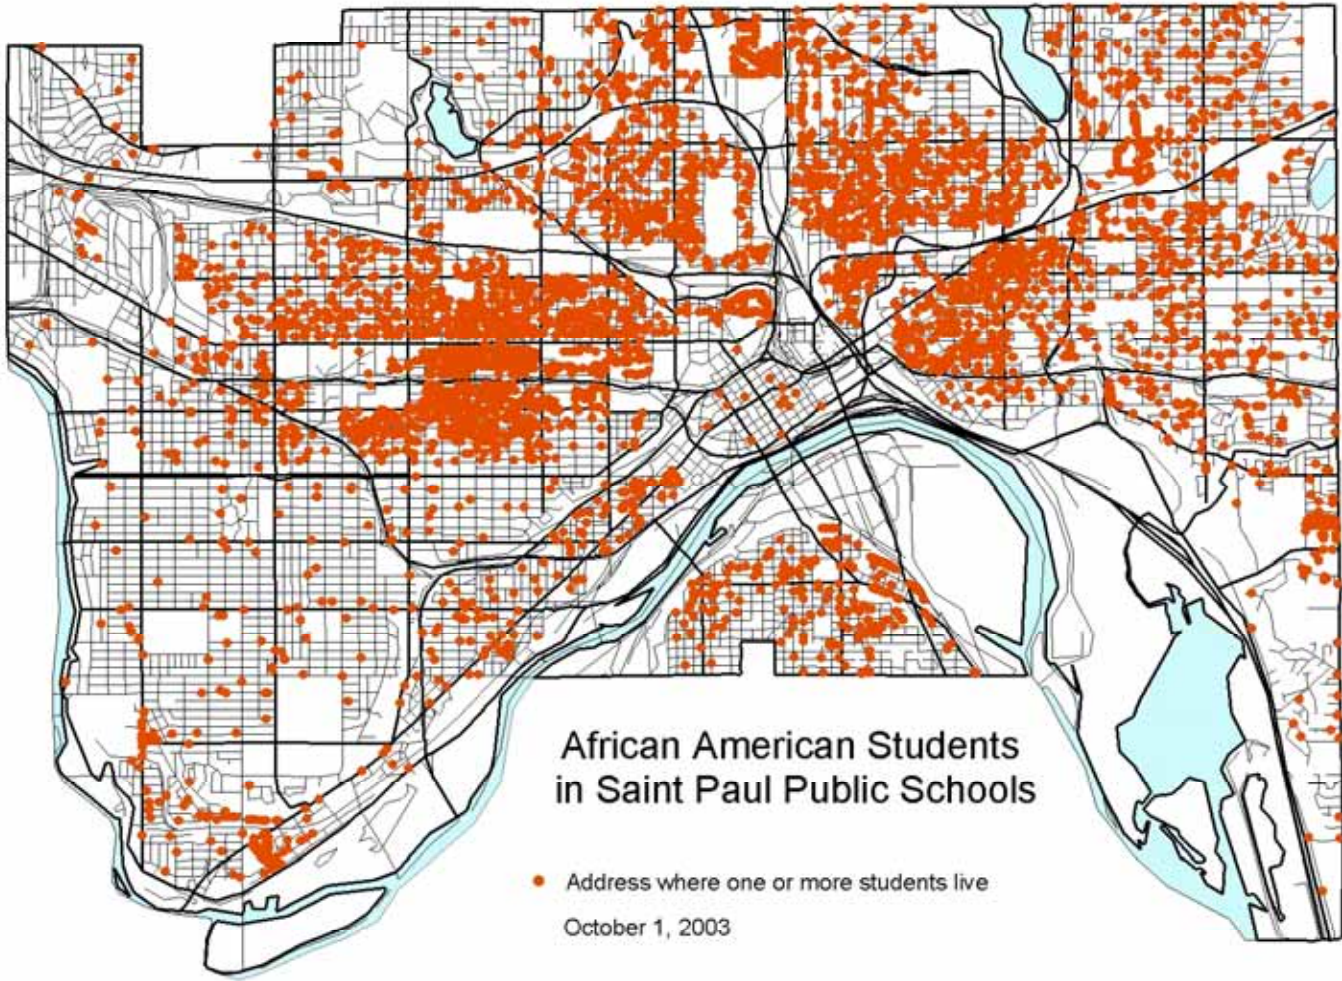 African American Students
in Saint Paul Public Schools
Address where one or more students live
October 1, 2003